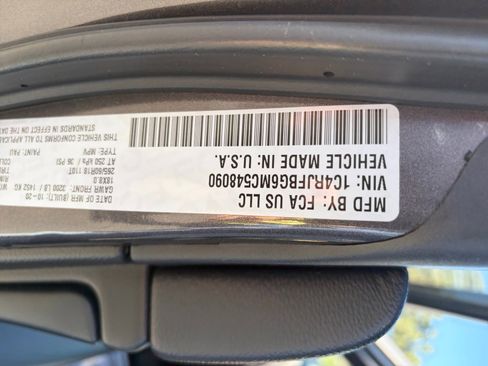 MFD BY: FCA US LLC
VIN: 1C4RJFBG6MC548090
VEHICLE MADE IN: U.S.A.
DATE OF MFR (BUILT): 10-20
GAWR FRONT: 3200 LB / 1452 KG
18X8.0
265/60R18 110T
AT 250 kPa / 36 PSI
TYPE: MPV PAINT: PAU
THIS VEHICLE CONFORMS TO ALL
STANDARDS IN EFFECT ON THE